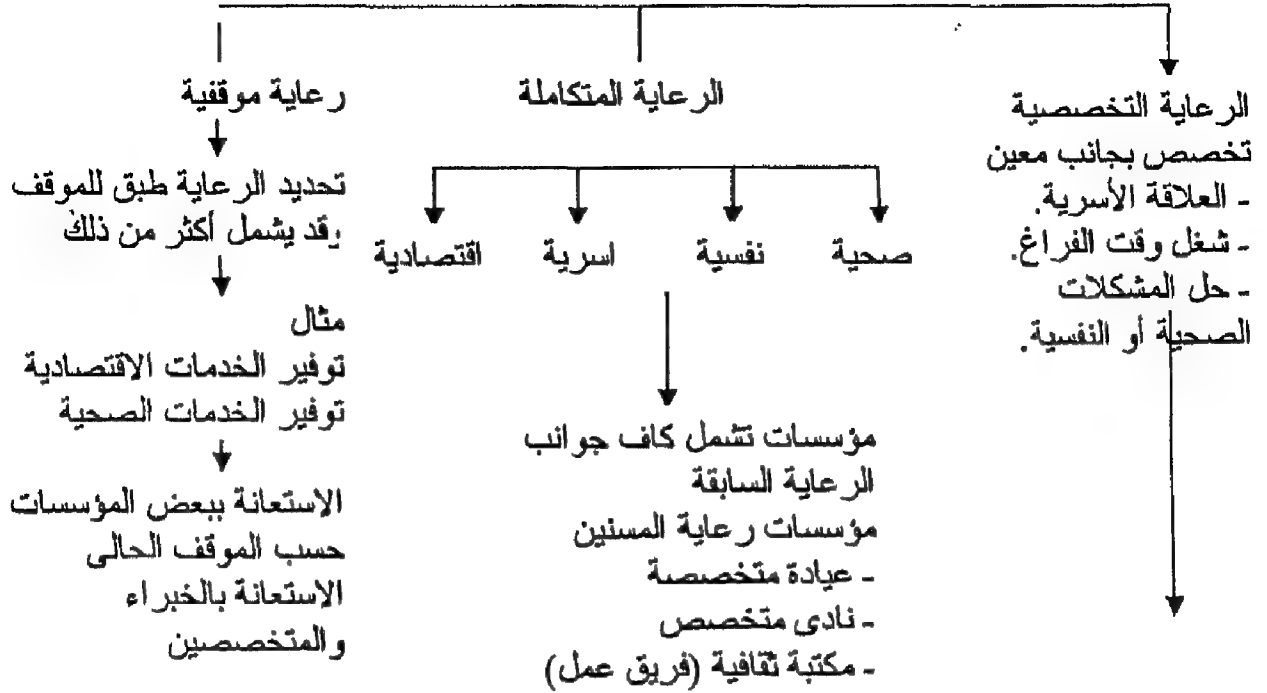 الرعاية التخصصية
تخصص بجانب معين
- العلاقة الأسرية.
- شغل وقت الفراغ.
- حل المشكلات
الصحية أو النفسية.
الرعاية المتكاملة
صحية
نفسية
اسرية
اقتصادية
مؤسسات تشمل كاف جوانب
الرعاية السابقة
مؤسسات رعاية المسنين
- عيادة متخصصة
- نادى متخصص
- مكتبة ثقافية (فريق عمل)
رعاية موقفية
تحديد الرعاية طبق للموقف
وقد يشمل أكثر من ذلك
مثال
توفير الخدمات الاقتصادية
توفير الخدمات الصحية
الاستعانة ببعض المؤسسات
حسب الموقف الحالى
الاستعانة بالخبراء
والمتخصصين